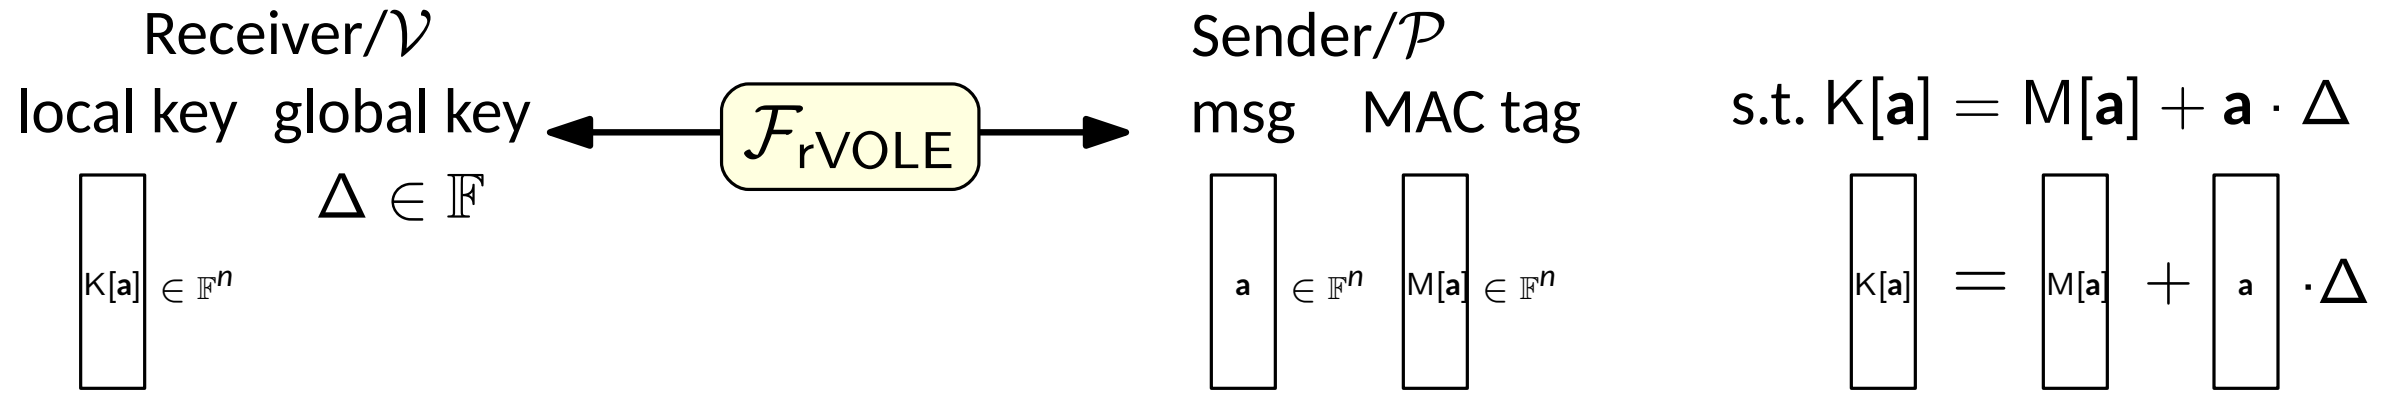 Receiver/𝒱
local key global key
Δ ∈ 𝔽
K[a] ∈ 𝔽ⁿ
ℱrVOLE
Sender/𝒫
msg MAC tag
a ∈ 𝔽ⁿ M[a] ∈ 𝔽ⁿ
s.t. K[a] = M[a] + a · Δ
K[a] = M[a] + a · Δ